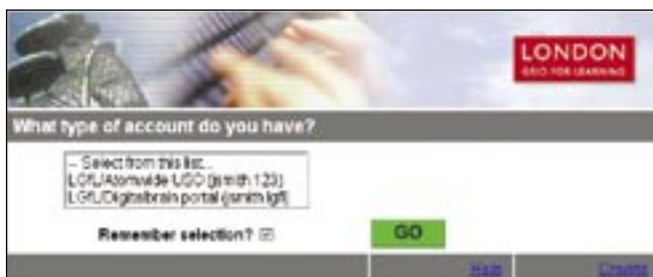 LONDON
GRID FOR LEARNING
What type of account do you have?
-- Select from this list...
LGfL/Atomwide USO (jsmith.123)
LGfL/Digitalbrain portal (jsmith.lgfl)
Remember selection?
GO
Help